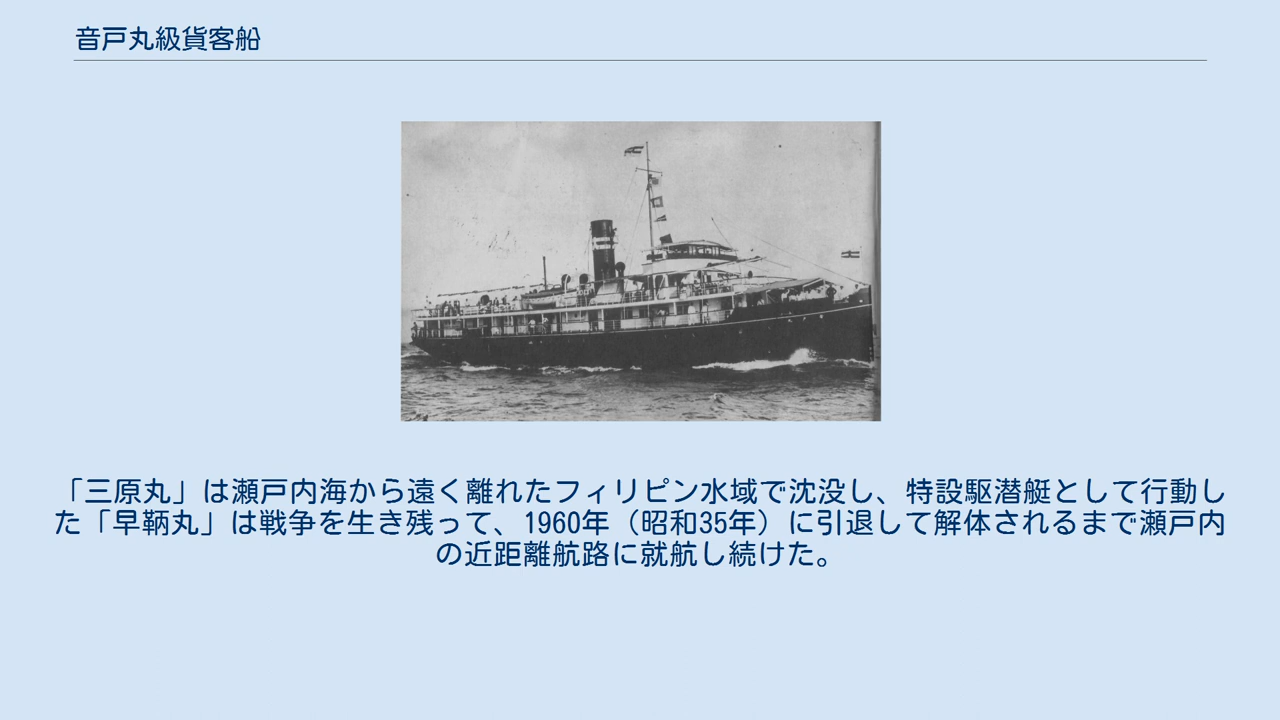 音戸丸級貨客船
「三原丸」は瀬戸内海から遠く離れたフィリピン水域で沈没し、特設駆潜艇として行動し
た「早鞆丸」は戦争を生き残って、1960年（昭和35年）に引退して解体されるまで瀬戸内
の近距離航路に就航し続けた。